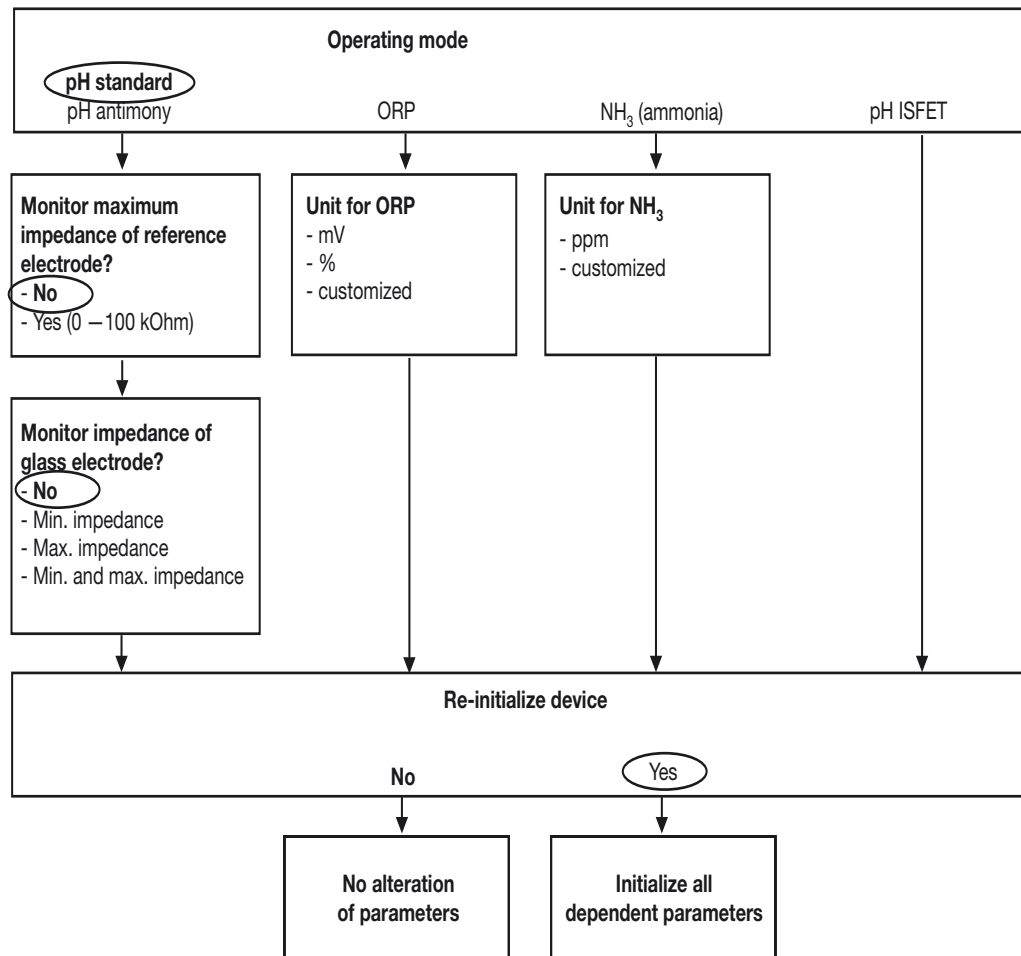 Operating mode
pH standard
pH antimony
ORP
NH₃ (ammonia)
pH ISFET
Monitor maximum
impedance of reference
electrode?
- No
- Yes (0 – 100 kOhm)
Unit for ORP
- mV
- %
- customized
Unit for NH₃
- ppm
- customized
Monitor impedance of
glass electrode?
- No
- Min. impedance
- Max. impedance
- Min. and max. impedance
Re-initialize device
No
Yes
No alteration
of parameters
Initialize all
dependent parameters